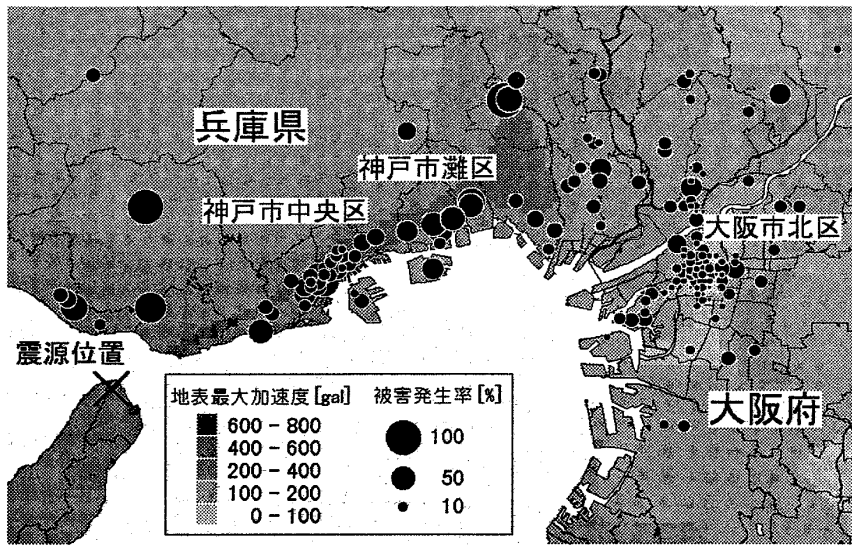 兵庫県
神戸市灘区
神戸市中央区
大阪市北区
震源位置
大阪府
地表最大加速度[gal]
600-800
400-600
200-400
100-200
0-100
被害発生率[%]
100
50
10